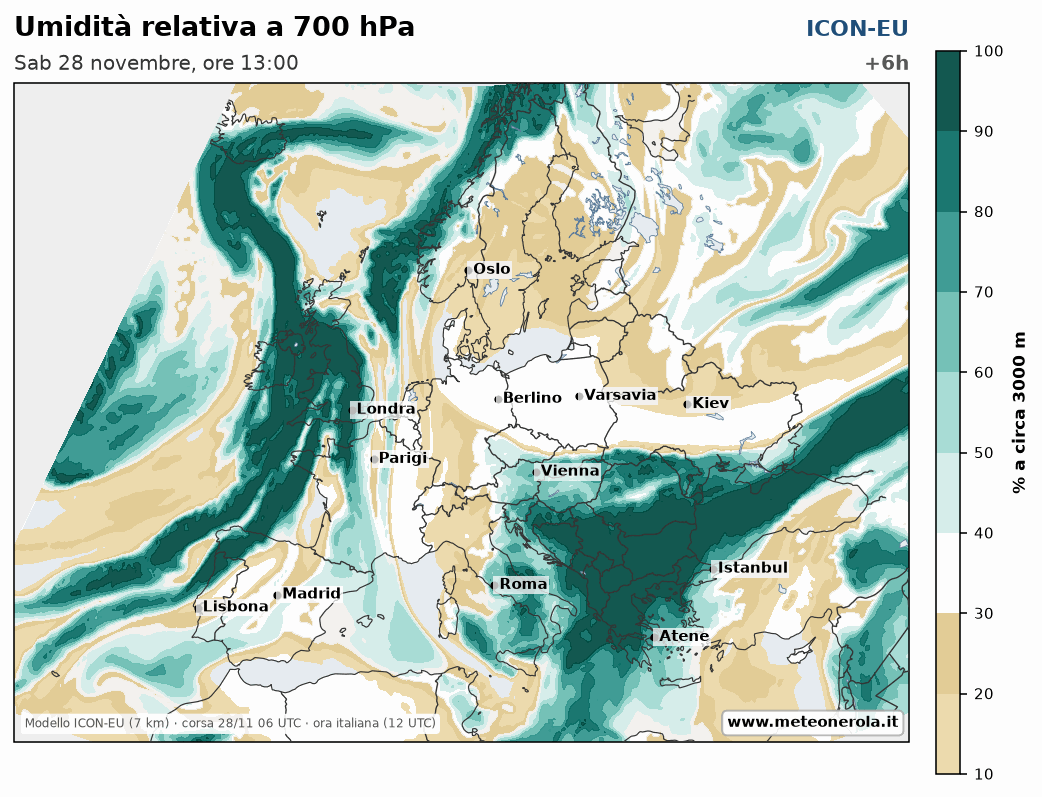 Umidità relativa a 700 hPa
ICON-EU
Sab 28 novembre, ore 13:00
+6h
100
90
80
70
60
50
40
30
20
10
% a circa 3000 m
Oslo
Berlino
Varsavia
Kiev
Londra
Parigi
Vienna
Istanbul
Roma
Madrid
Lisbona
Atene
Modello ICON-EU (7 km) · corsa 28/11 06 UTC · ora italiana (12 UTC)
www.meteonerola.it